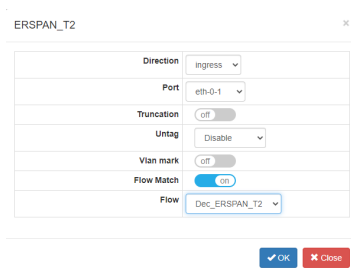 ERSPAN_T2 ×
Direction ingress
Port eth-0-1
Truncation off
Untag Disable
Vlan mark off
Flow Match on
Flow Dec_ERSPAN_T2
✔OK ✖ Close